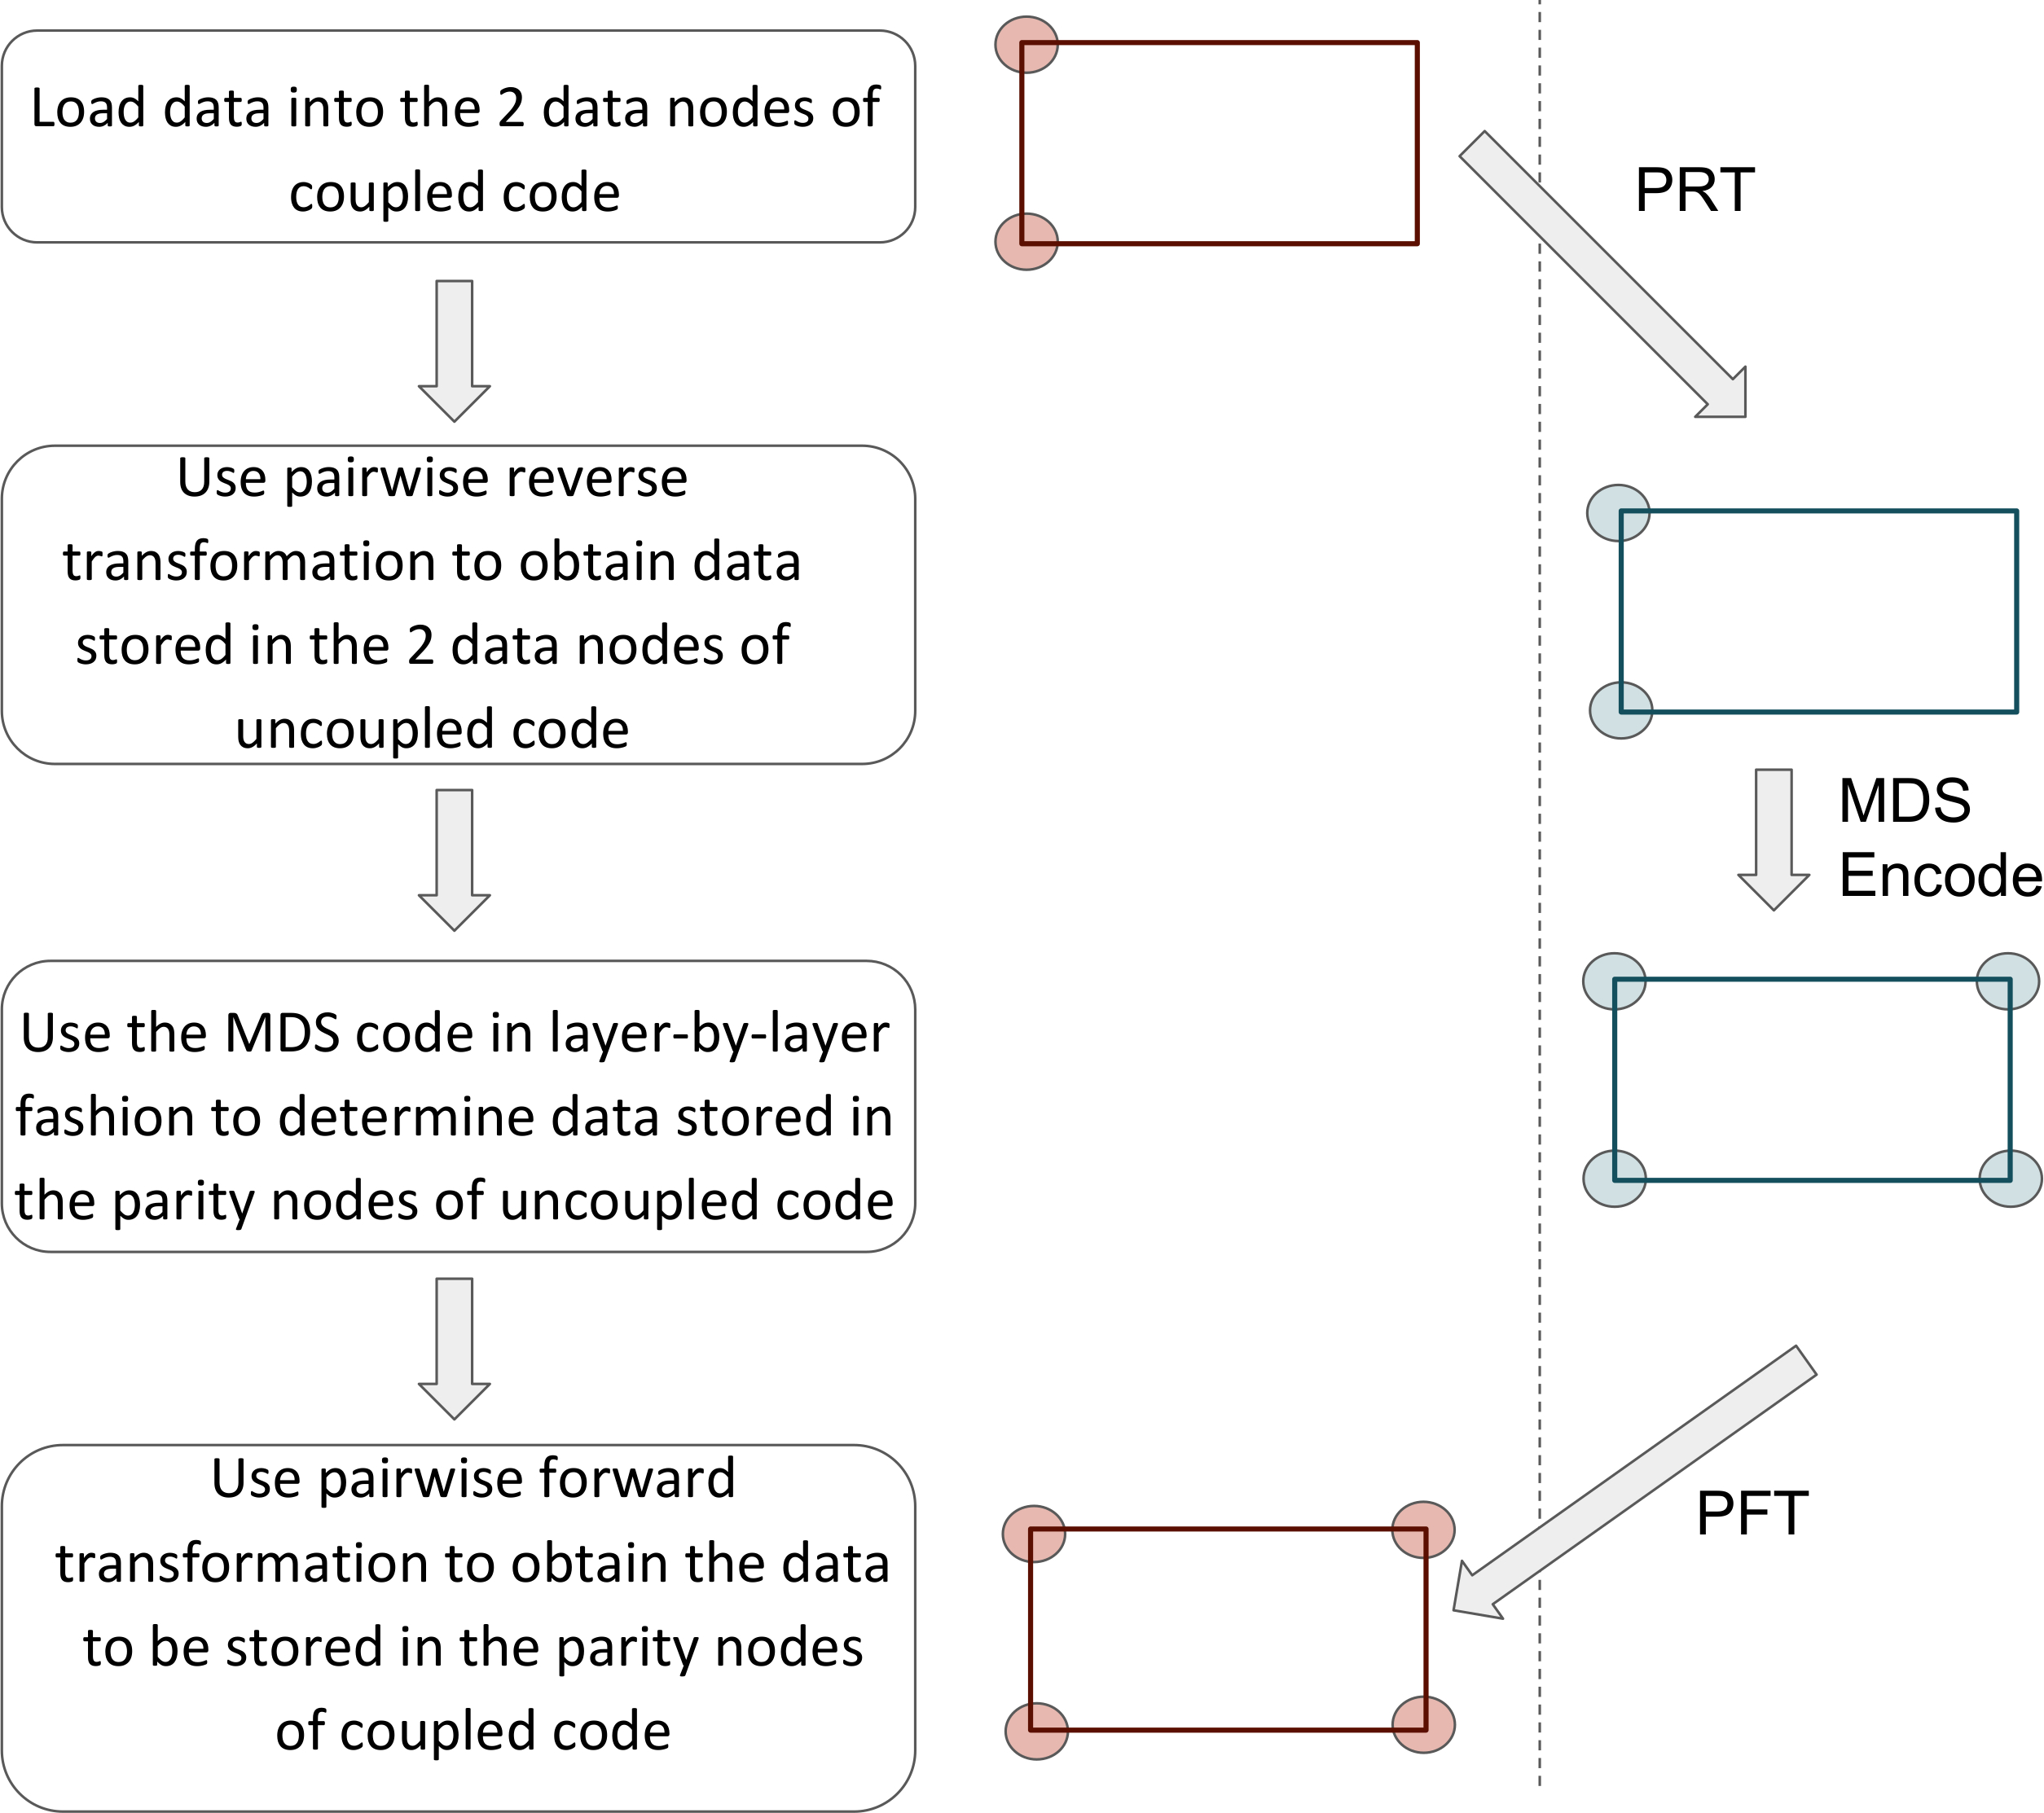 Load data into the 2 data nodes of
coupled code
PRT
Use pairwise reverse
transformation to obtain data
stored in the 2 data nodes of
uncoupled code
MDS
Encode
Use the MDS code in layer-by-layer
fashion to determine data stored in
the parity nodes of uncoupled code
Use pairwise forward
transformation to obtain the data
to be stored in the parity nodes
of coupled code
PFT